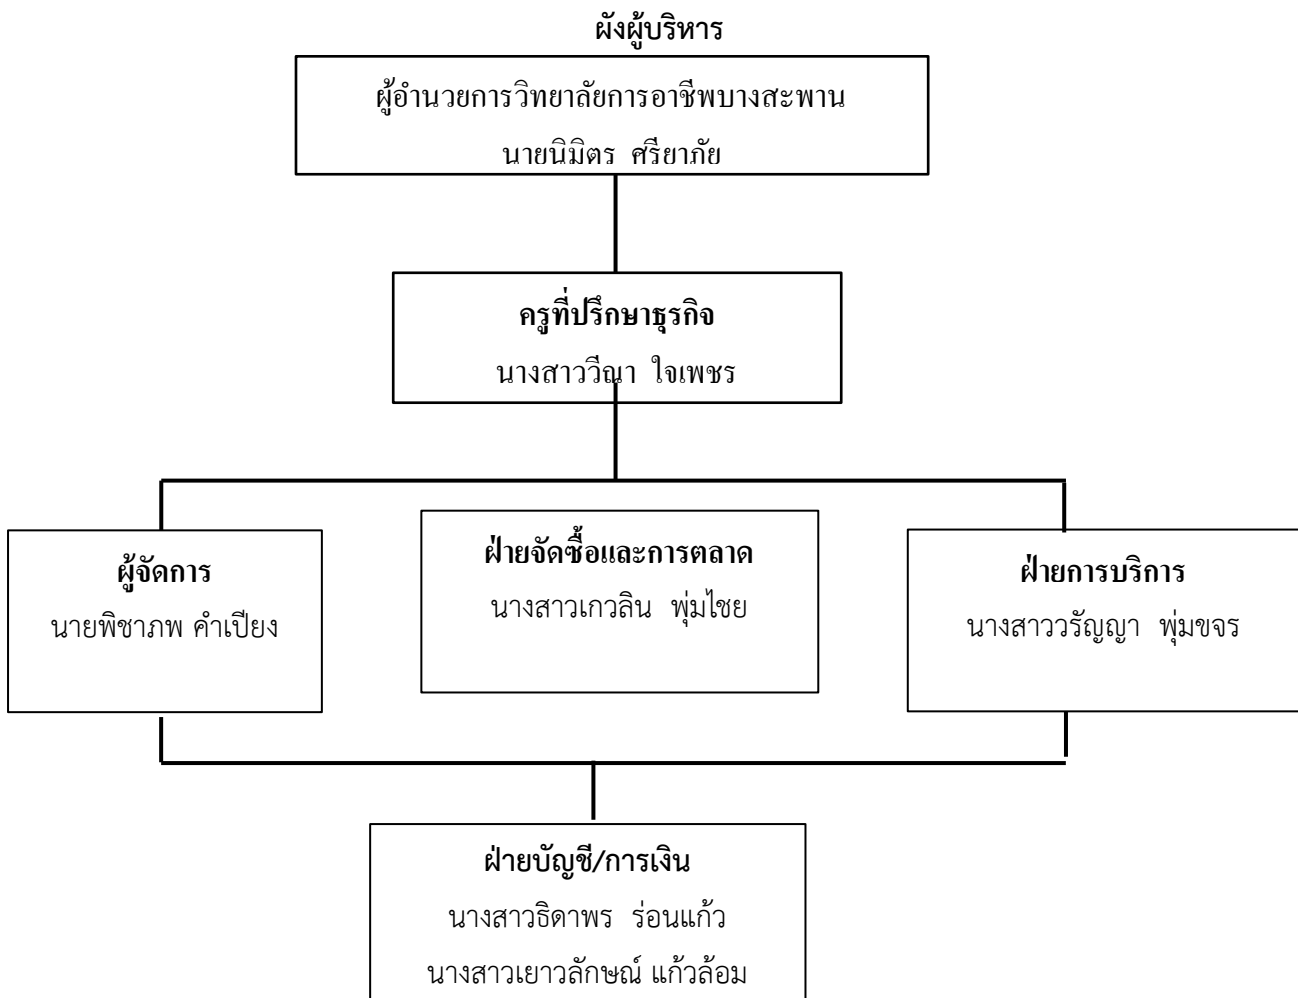 ผังผู้บริหาร
ผู้อำนวยการวิทยาลัยการอาชีพบางสะพาน
นายนิมิตร ศรียาภัย
ครูที่ปรึกษาธุรกิจ
นางสาววีณา ใจเพชร
ผู้จัดการ
นายพิชาภพ คำเปียง
ฝ่ายจัดซื้อและการตลาด
นางสาวเกวลิน พุ่มไชย
ฝ่ายการบริการ
นางสาววรัญญา พุ่มขจร
ฝ่ายบัญชี/การเงิน
นางสาวธิดาพร ร่อนแก้ว
นางสาวเยาวลักษณ์ แก้วล้อม